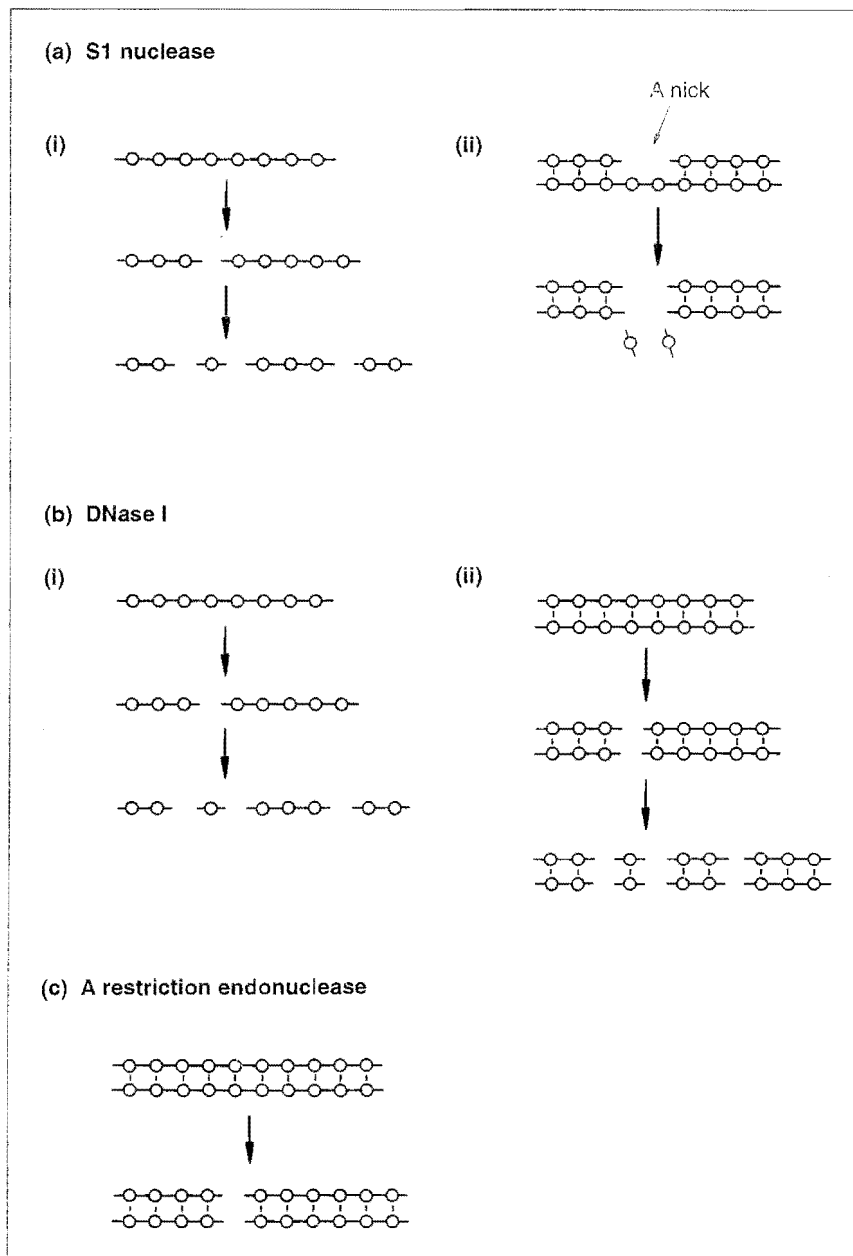 (a) S1 nuclease
A nick
(i)
(ii)
(b) DNase I
(i)
(ii)
(c) A restriction endonuclease